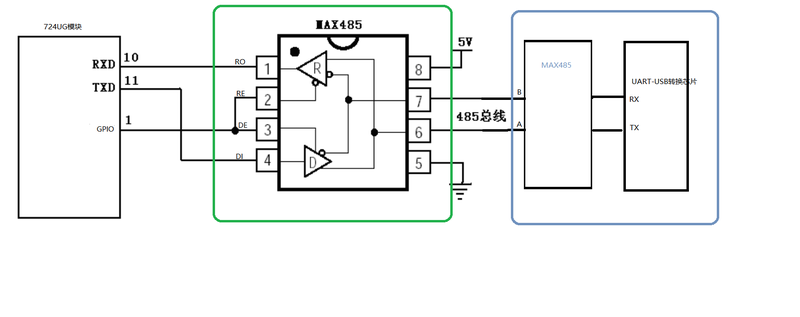 724UG模块
MAX485
RXD
10
RO
1
R
8
5V
TXD
11
RE
2
7
B
485总线
GPIO
1
DE
3
6
A
DI
4
D
5
MAX485
UART-USB转换芯片
RX
TX